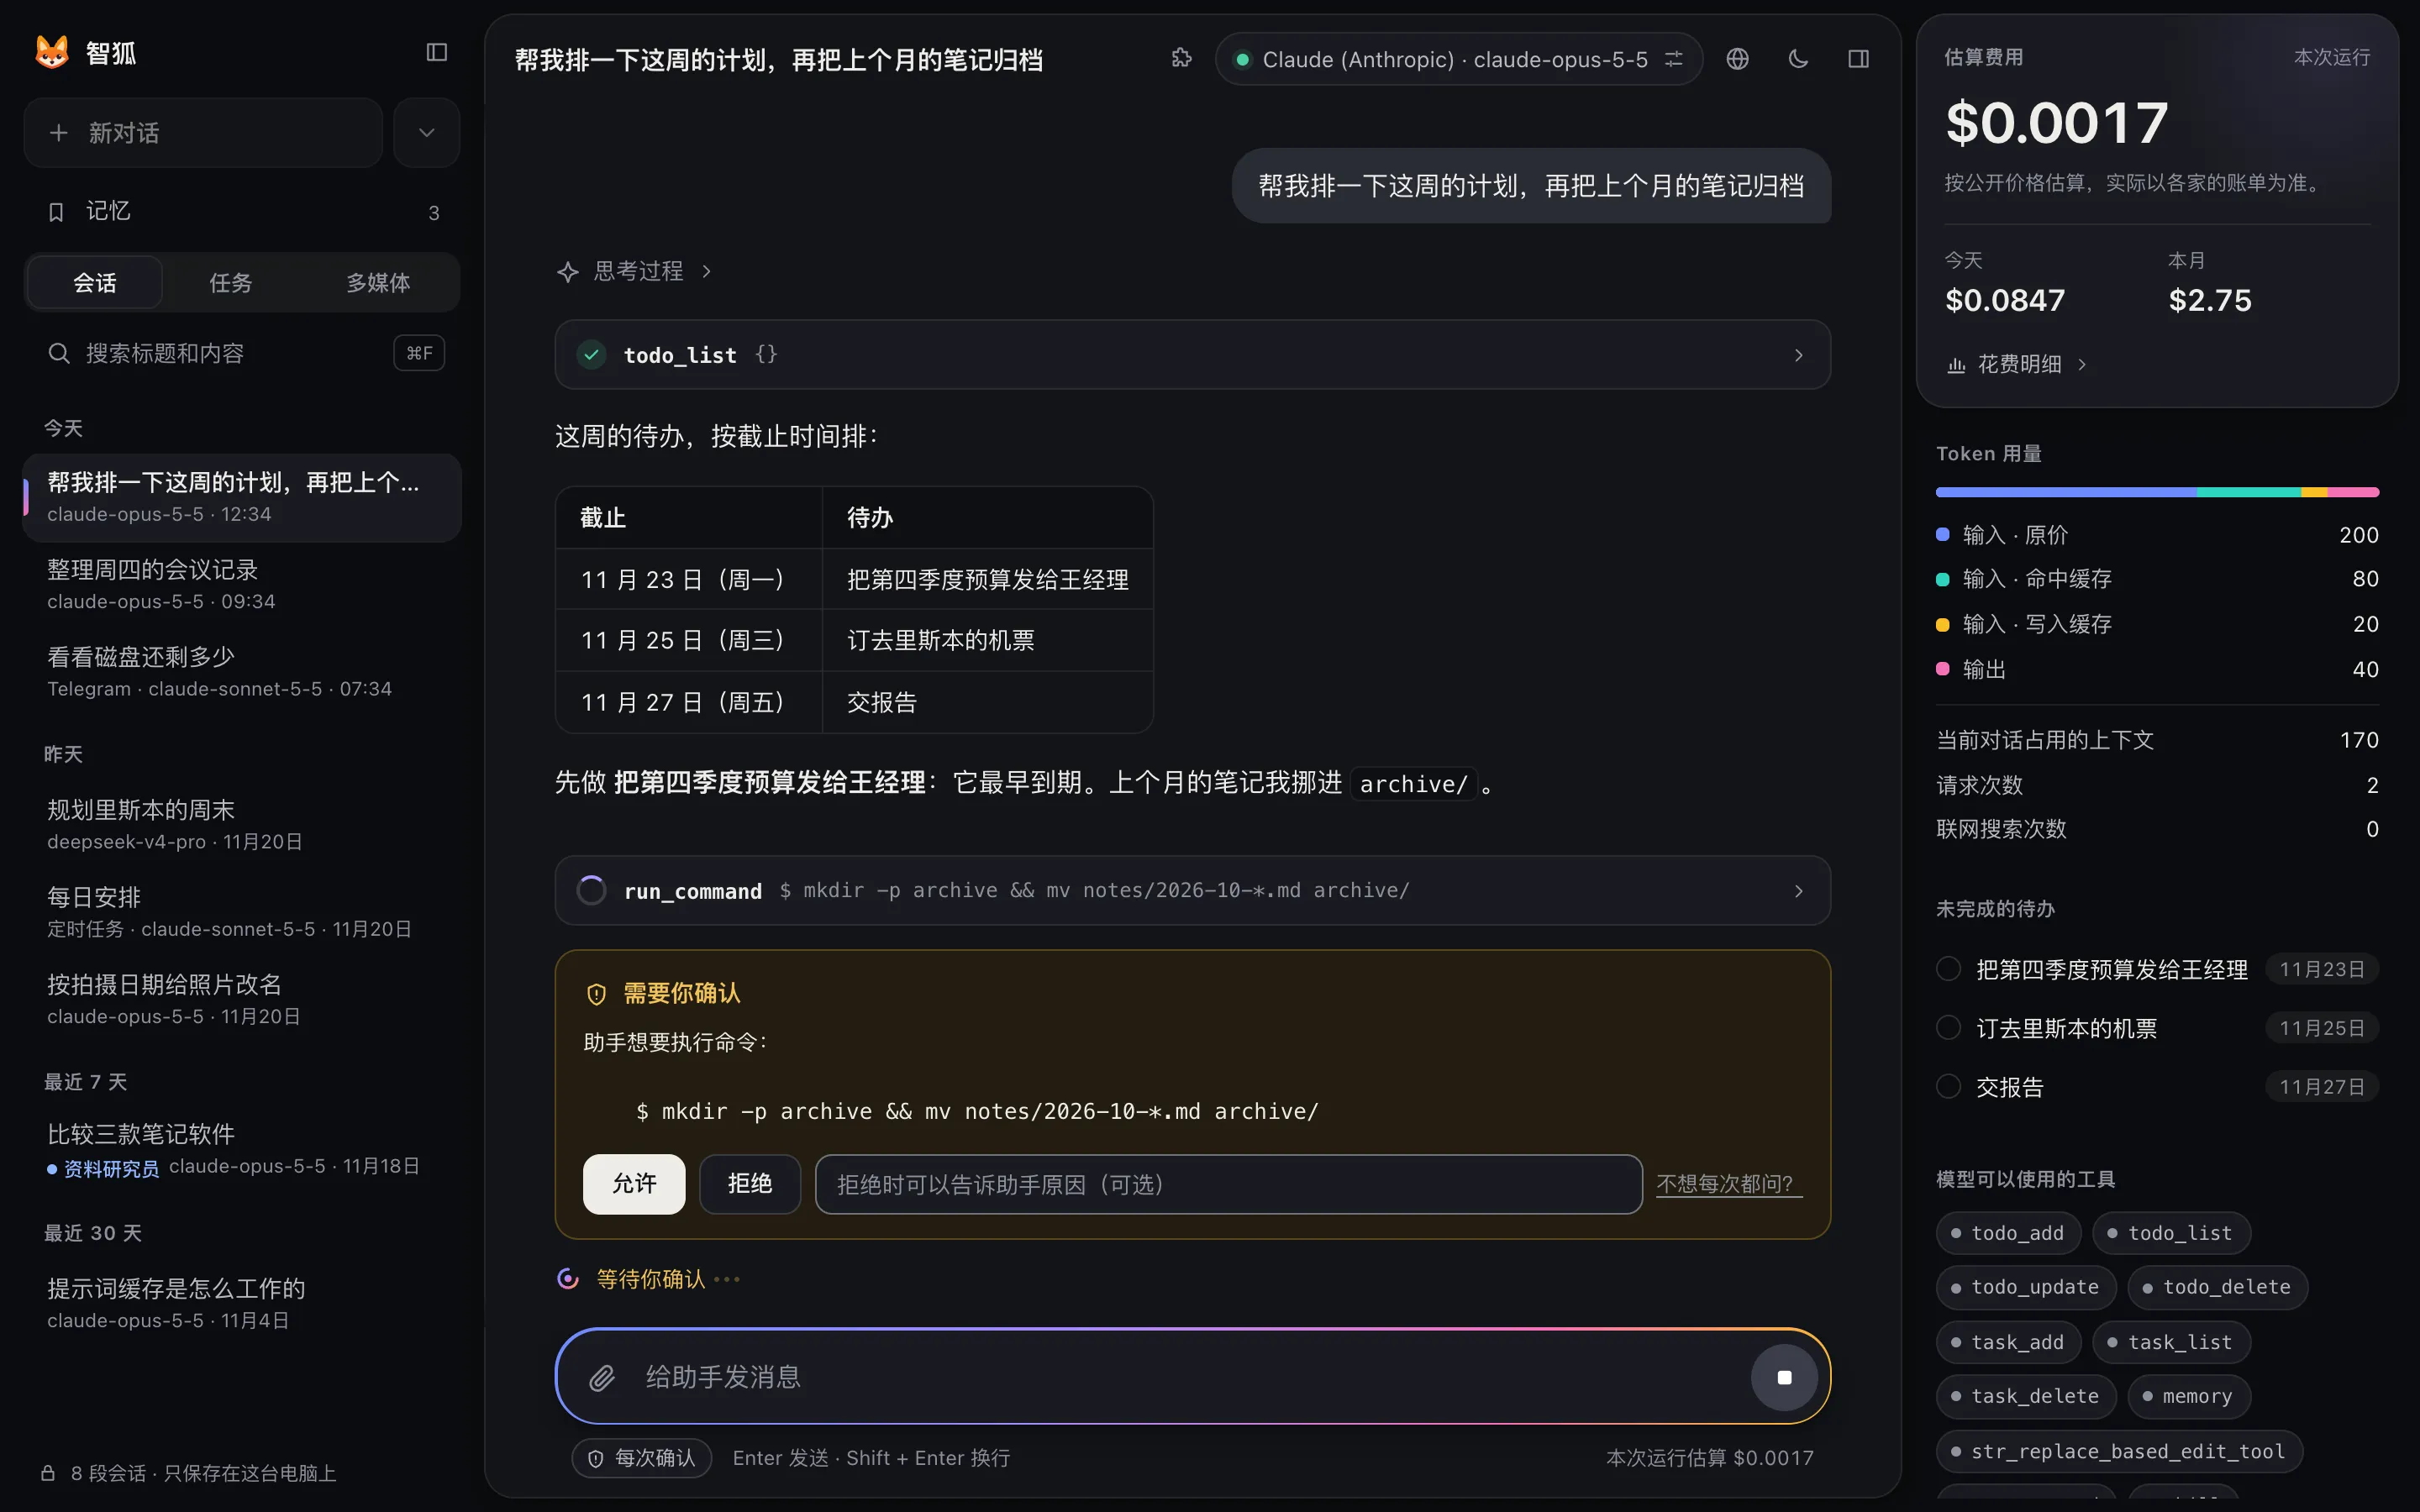 智狐
新对话
记忆 3
会话 任务 多媒体
搜索标题和内容 ⌘F
今天
帮我排一下这周的计划，再把上个...
claude-opus-5-5 · 12:34
整理周四的会议记录
claude-opus-5-5 · 09:34
看看磁盘还剩多少
Telegram · claude-sonnet-5-5 · 07:34
昨天
规划里斯本的周末
deepseek-v4-pro · 11月20日
每日安排
定时任务 · claude-sonnet-5-5 · 11月20日
按拍摄日期给照片改名
claude-opus-5-5 · 11月20日
最近 7 天
比较三款笔记软件
资料研究员 claude-opus-5-5 · 11月18日
最近 30 天
提示词缓存是怎么工作的
claude-opus-5-5 · 11月4日
8 段会话 · 只保存在这台电脑上
帮我排一下这周的计划，再把上个月的笔记归档
Claude (Anthropic) · claude-opus-5-5
帮我排一下这周的计划，再把上个月的笔记归档
思考过程
todo_list {}
这周的待办，按截止时间排：
截止 待办
11 月 23 日（周一） 把第四季度预算发给王经理
11 月 25 日（周三） 订去里斯本的机票
11 月 27 日（周五） 交报告
先做 把第四季度预算发给王经理：它最早到期。上个月的笔记我挪进 archive/ 。
run_command $ mkdir -p archive && mv notes/2026-10-*.md archive/
需要你确认
助手想要执行命令：
$ mkdir -p archive && mv notes/2026-10-*.md archive/
允许 拒绝 拒绝时可以告诉助手原因（可选） 不想每次都问？
等待你确认
给助手发消息
每次确认 Enter 发送 · Shift + Enter 换行 本次运行估算 $0.0017
估算费用 本次运行
$0.0017
按公开价格估算，实际以各家的账单为准。
今天 本月
$0.0847 $2.75
花费明细
Token 用量
输入 · 原价 200
输入 · 命中缓存 80
输入 · 写入缓存 20
输出 40
当前对话占用的上下文 170
请求次数 2
联网搜索次数 0
未完成的待办
把第四季度预算发给王经理 11月23日
订去里斯本的机票 11月25日
交报告 11月27日
模型可以使用的工具
todo_add todo_list
todo_update todo_delete
task_add task_list
task_delete memory
str_replace_based_edit_tool